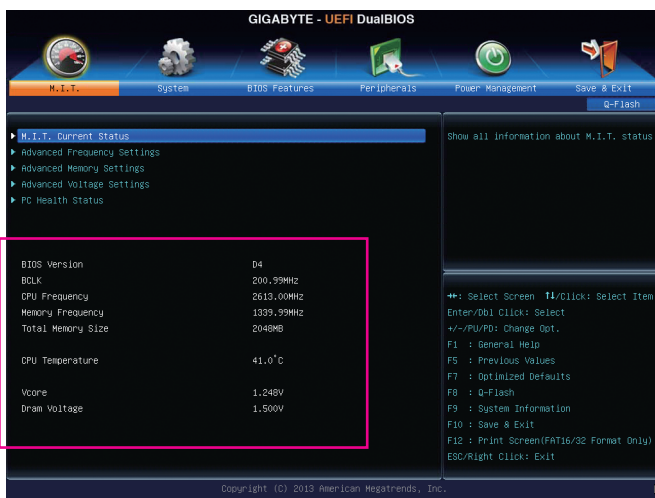 GIGABYTE - UEFI DualBIOS
M.I.T.
System
BIOS Features
Peripherals
Power Management
Save & Exit
Q-Flash
M.I.T. Current Status
Advanced Frequency Settings
Advanced Memory Settings
Advanced Voltage Settings
PC Health Status
BIOS Version D4
BCLK 200.99MHz
CPU Frequency 2613.00MHz
Memory Frequency 1339.99MHz
Total Memory Size 2048MB
CPU Temperature 41.0°C
Vcore 1.248V
Dram Voltage 1.500V
Show all information about M.I.T. status
↔: Select Screen ↑↓/Click: Select Item
Enter/Dbl Click: Select
+/-/PU/PD: Change Opt.
F1 : General Help
F5 : Previous Values
F7 : Optimized Defaults
F8 : Q-Flash
F9 : System Information
F10 : Save & Exit
F12 : Print Screen(FAT16/32 Format Only)
ESC/Right Click: Exit
Copyright (C) 2013 American Megatrends, Inc.